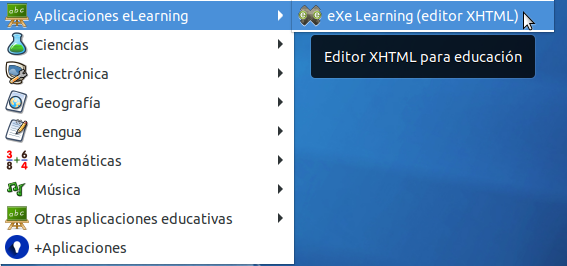 Aplicaciones eLearning
eXe Learning (editor XHTML)
Editor XHTML para educación
Ciencias
Electrónica
Geografía
Lengua
Matemáticas
Música
Otras aplicaciones educativas
+Aplicaciones